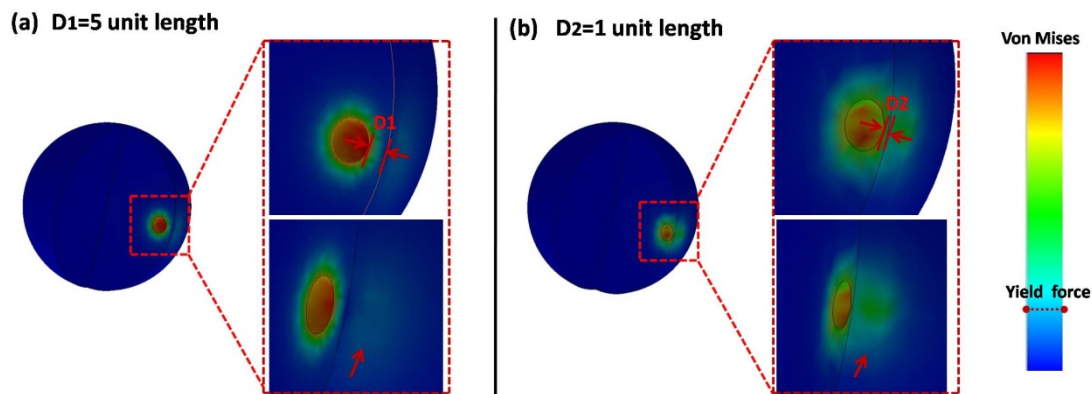 (a) D1=5 unit length
(b) D2=1 unit length
Von Mises
D1
D2
Yield force